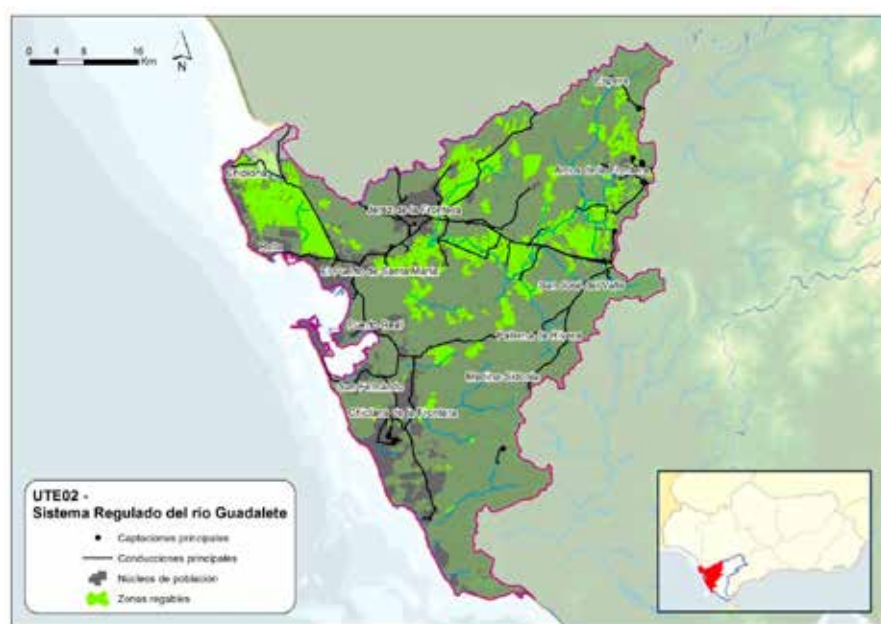 0 4 8 16
Km
N
Espera
Arcos de la Frontera
Chipiona
Jerez de la Frontera
Rota
El Puerto de Santa María
San José del Valle
Puerto Real
Paterna de Rivera
Medina Sidonia
San Fernando
Chiclana de la Frontera
UTE02 -
Sistema Regulado del río Guadalete
Captaciones principales
Conducciones principales
Núcleos de población
Zonas regables